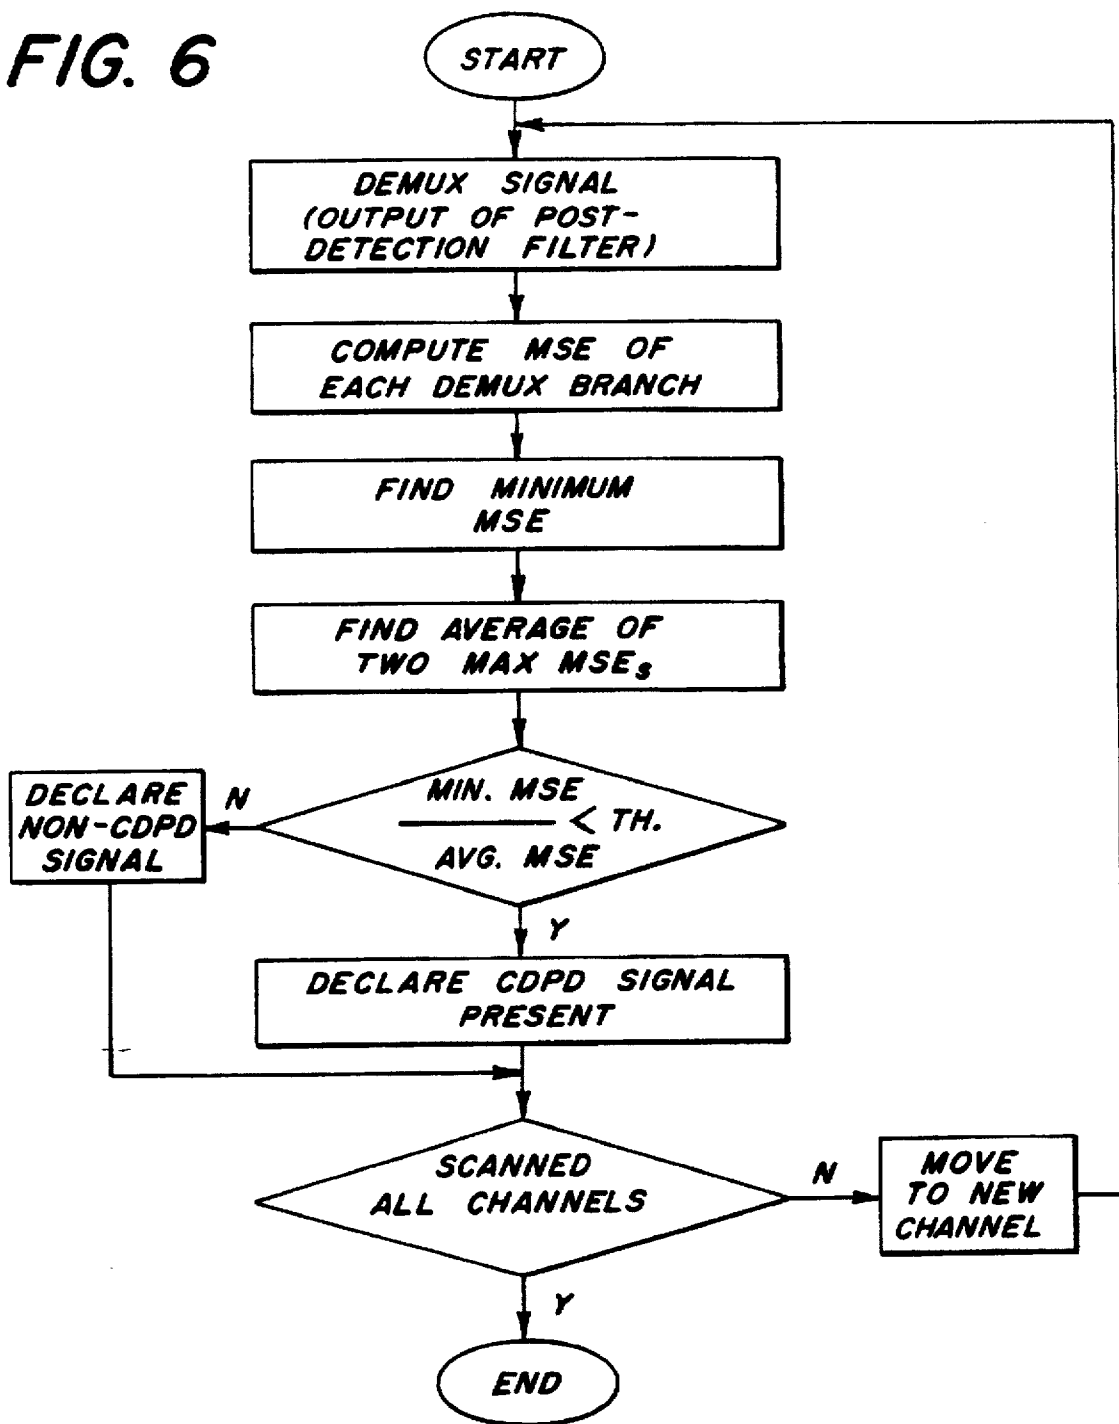 FIG. 6
START
DEMUX SIGNAL
(OUTPUT OF POST-
DETECTION FILTER)
COMPUTE MSE OF
EACH DEMUX BRANCH
FIND MINIMUM
MSE
FIND AVERAGE OF
TWO MAX MSEs
MIN. MSE
< TH.
AVG. MSE
N
DECLARE
NON-CDPD
SIGNAL
Y
DECLARE CDPD SIGNAL
PRESENT
SCANNED
ALL CHANNELS
N
MOVE
TO NEW
CHANNEL
Y
END